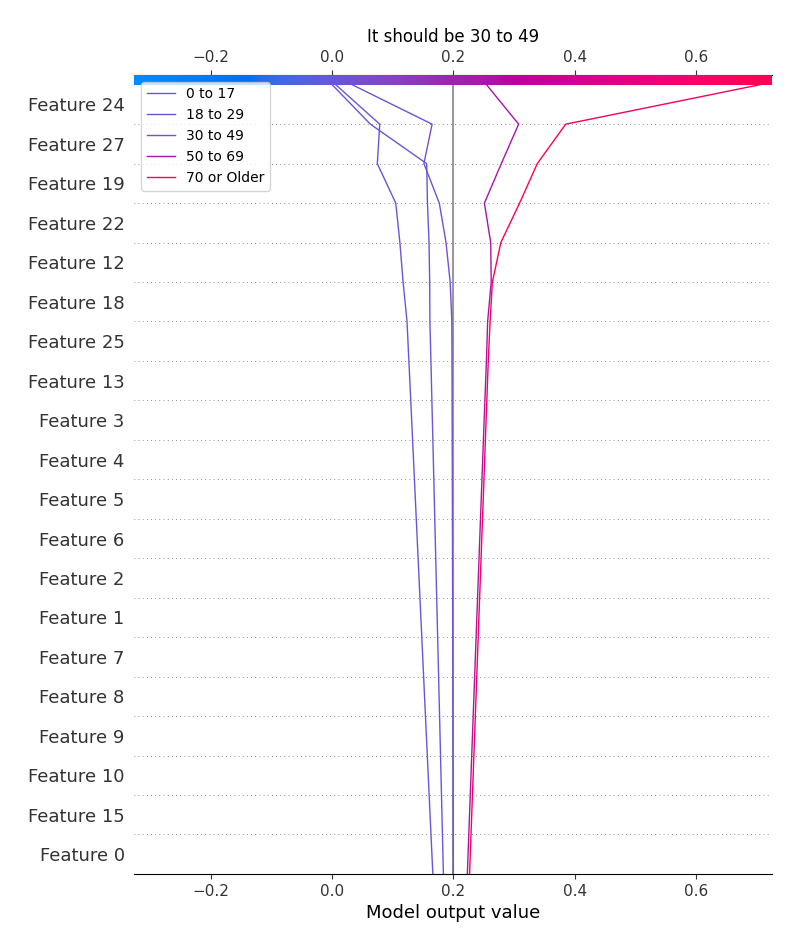 It should be 30 to 49
−0.2 0.0 0.2 0.4 0.6
0 to 17
18 to 29
30 to 49
50 to 69
70 or Older
Feature 24
Feature 27
Feature 19
Feature 22
Feature 12
Feature 18
Feature 25
Feature 13
Feature 3
Feature 4
Feature 5
Feature 6
Feature 2
Feature 1
Feature 7
Feature 8
Feature 9
Feature 10
Feature 15
Feature 0
−0.2 0.0 0.2 0.4 0.6
Model output value